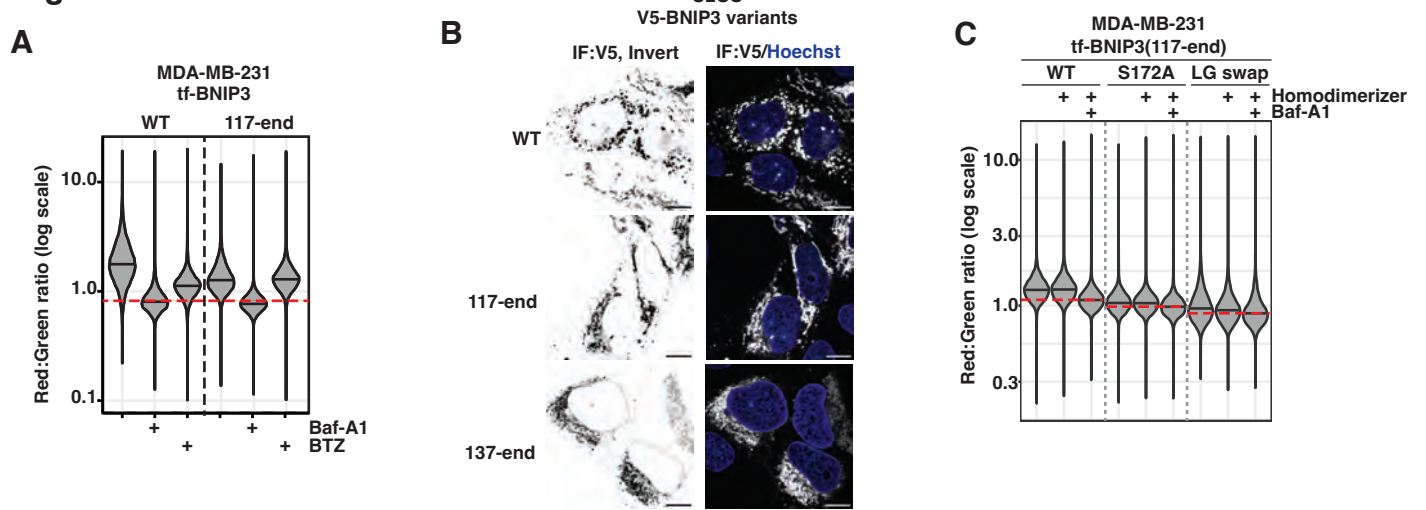 A
MDA-MB-231
tf-BNIP3
WT 117-end
Red:Green ratio (log scale)
10.0
1.0
0.1
+ + Baf-A1
+ + BTZ
B
V5-BNIP3 variants
IF:V5, Invert IF:V5/Hoechst
WT
117-end
137-end
C
MDA-MB-231
tf-BNIP3(117-end)
WT S172A LG swap
+ + + + + + Homodimerizer
+ + + Baf-A1
Red:Green ratio (log scale)
10.0
3.0
1.0
0.3